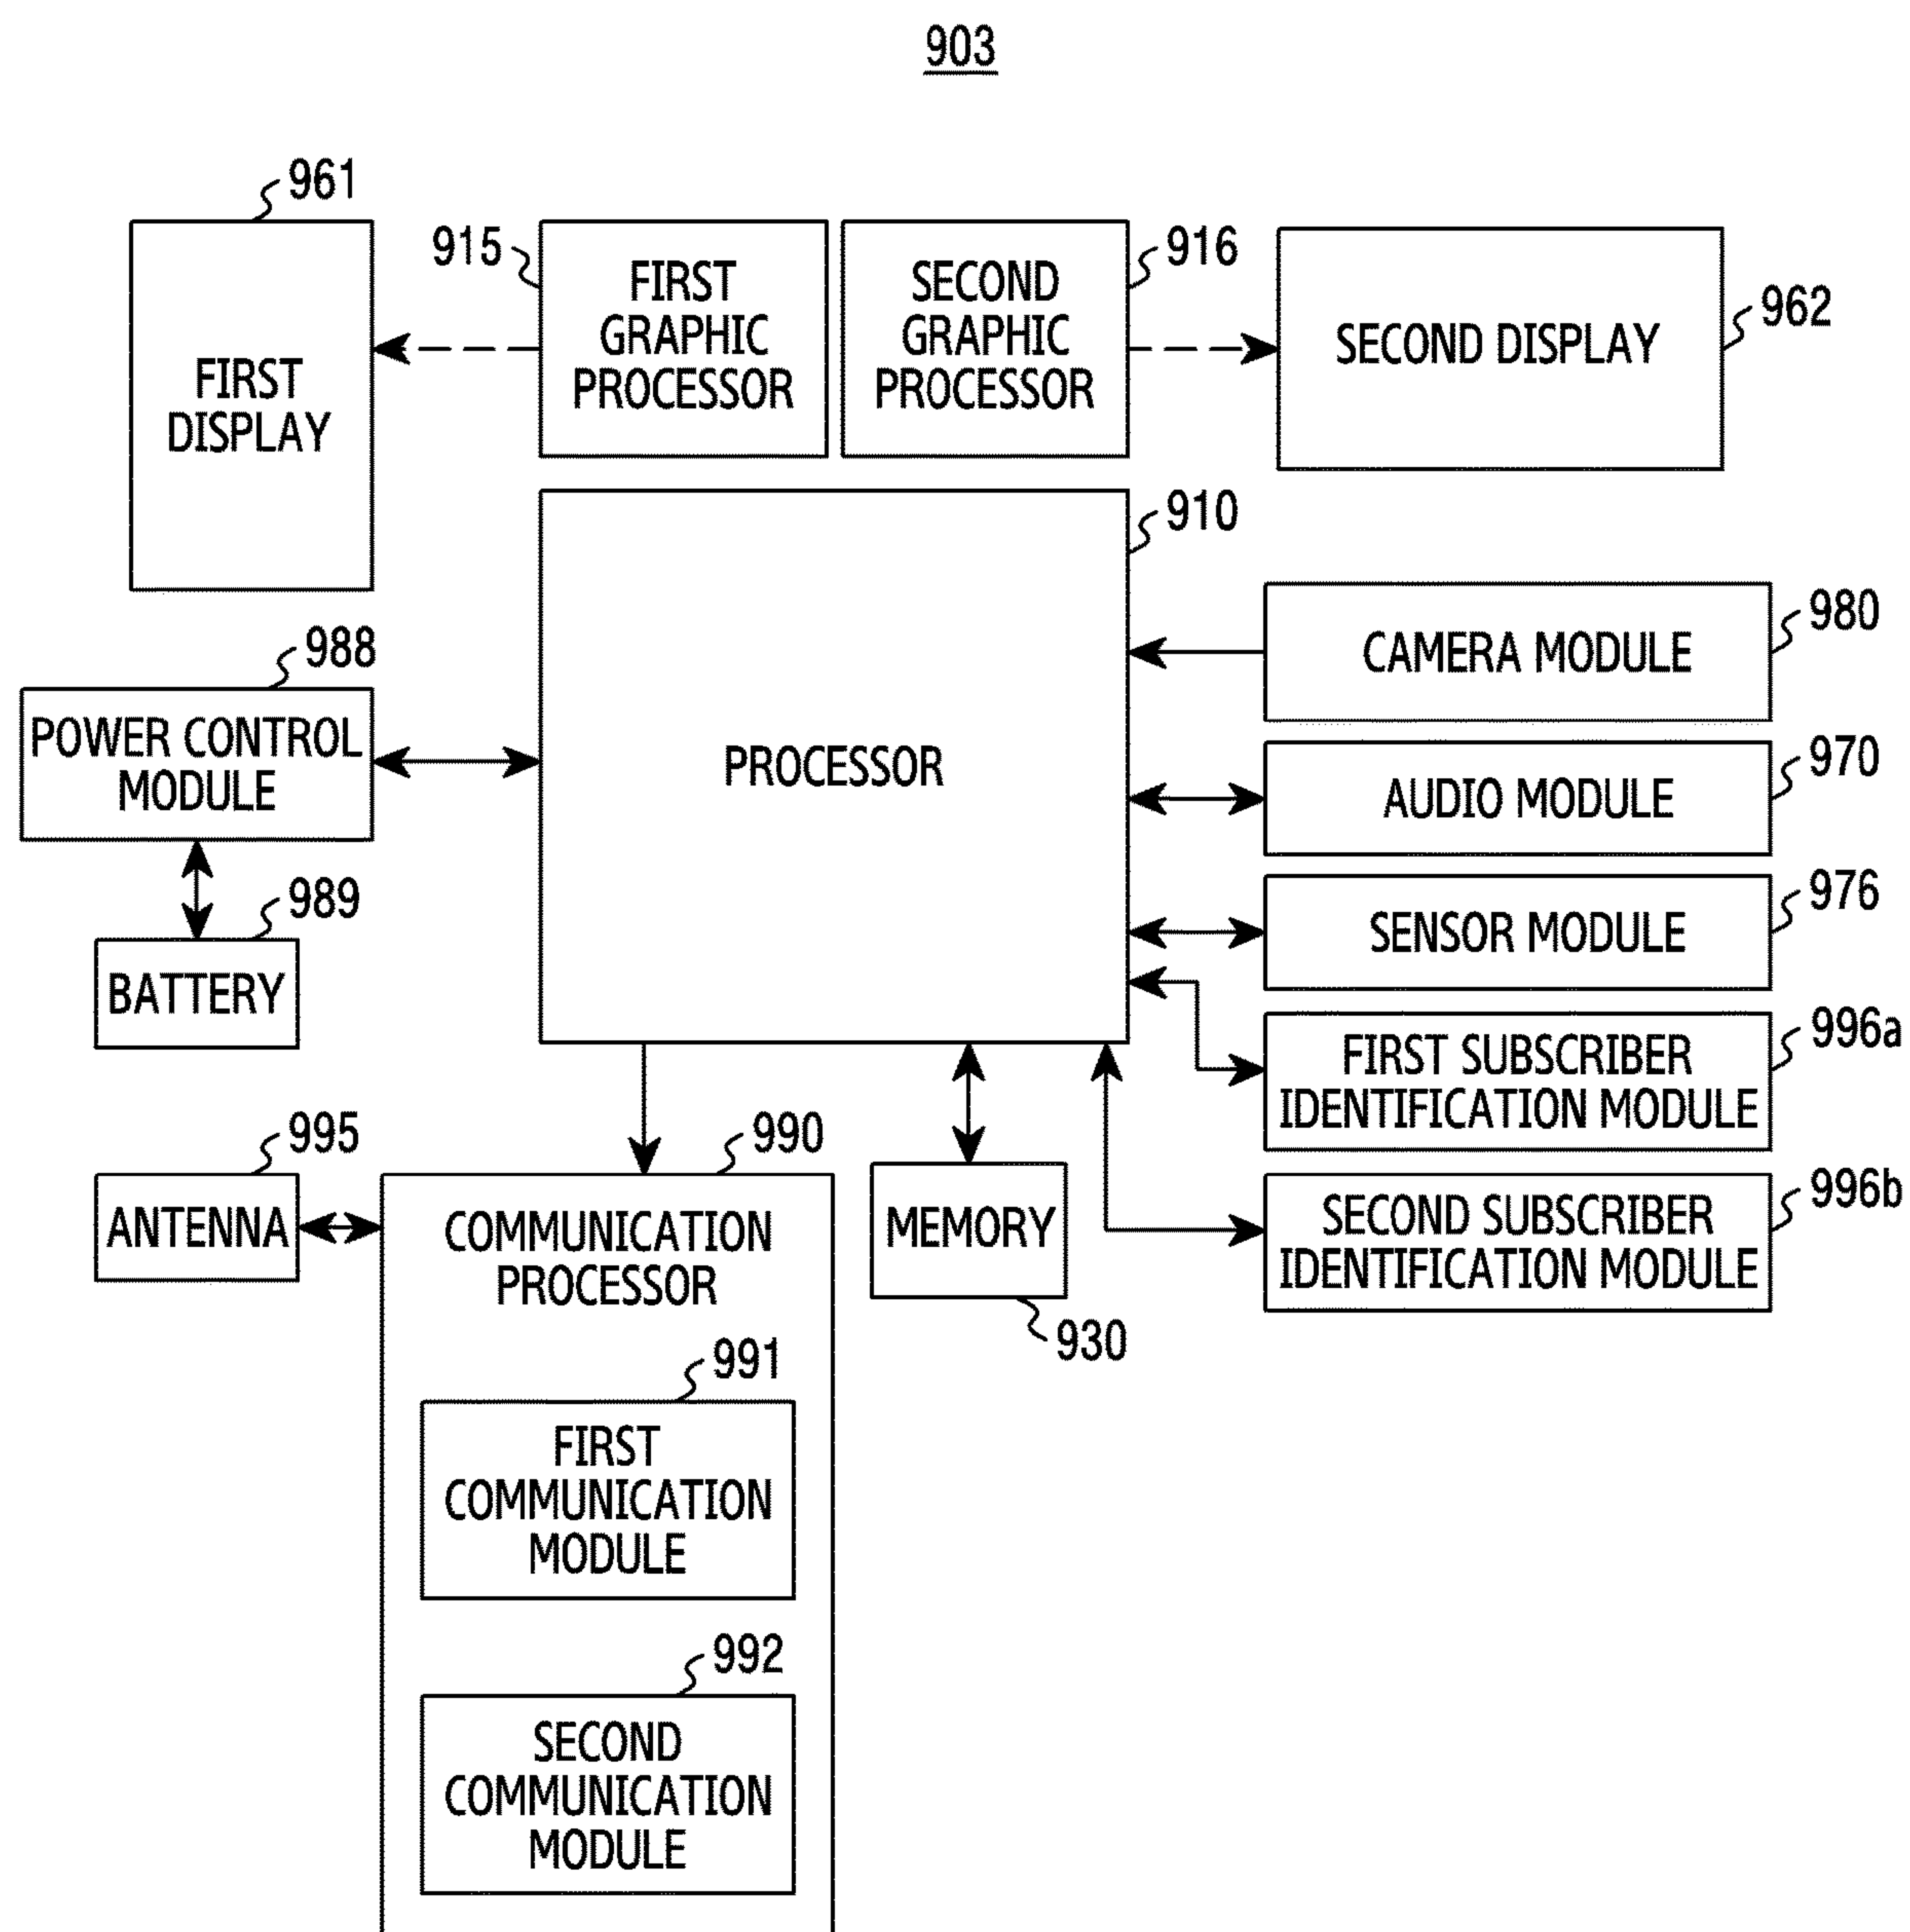 903
961
FIRST
DISPLAY
915
FIRST
GRAPHIC
PROCESSOR
SECOND
GRAPHIC
PROCESSOR
916
SECOND DISPLAY
962
910
PROCESSOR
988
POWER CONTROL
MODULE
989
BATTERY
CAMERA MODULE
980
AUDIO MODULE
970
SENSOR MODULE
976
FIRST SUBSCRIBER
IDENTIFICATION MODULE
996a
SECOND SUBSCRIBER
IDENTIFICATION MODULE
996b
995
ANTENNA
990
COMMUNICATION
PROCESSOR
MEMORY
930
991
FIRST
COMMUNICATION
MODULE
992
SECOND
COMMUNICATION
MODULE